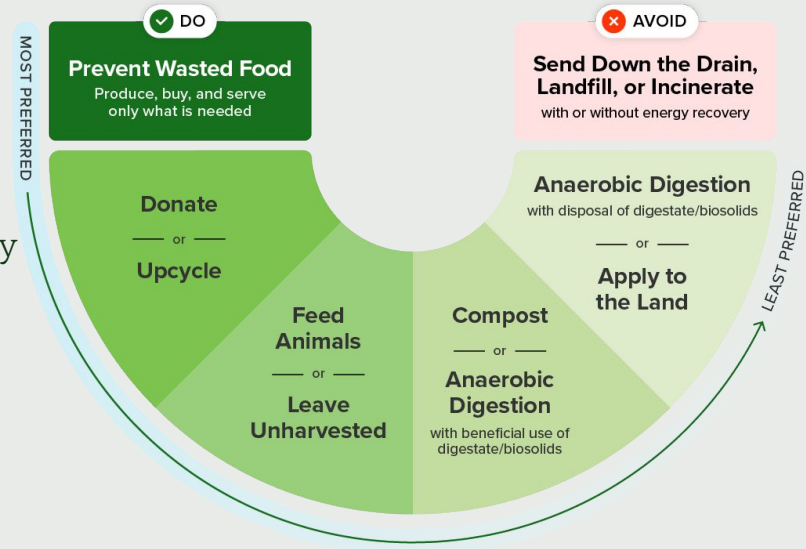 DO
MOST PREFERRED
Prevent Wasted Food
Produce, buy, and serve
only what is needed
Donate
or
Upcycle
Feed
Animals
or
Leave
Unharvested
Compost
or
Anaerobic
Digestion
with beneficial use of
digestate/biosolids
Anaerobic Digestion
with disposal of digestate/biosolids
or
Apply to
the Land
LEAST PREFERRED
AVOID
Send Down the Drain,
Landfill, or Incinerate
with or without energy recovery
y